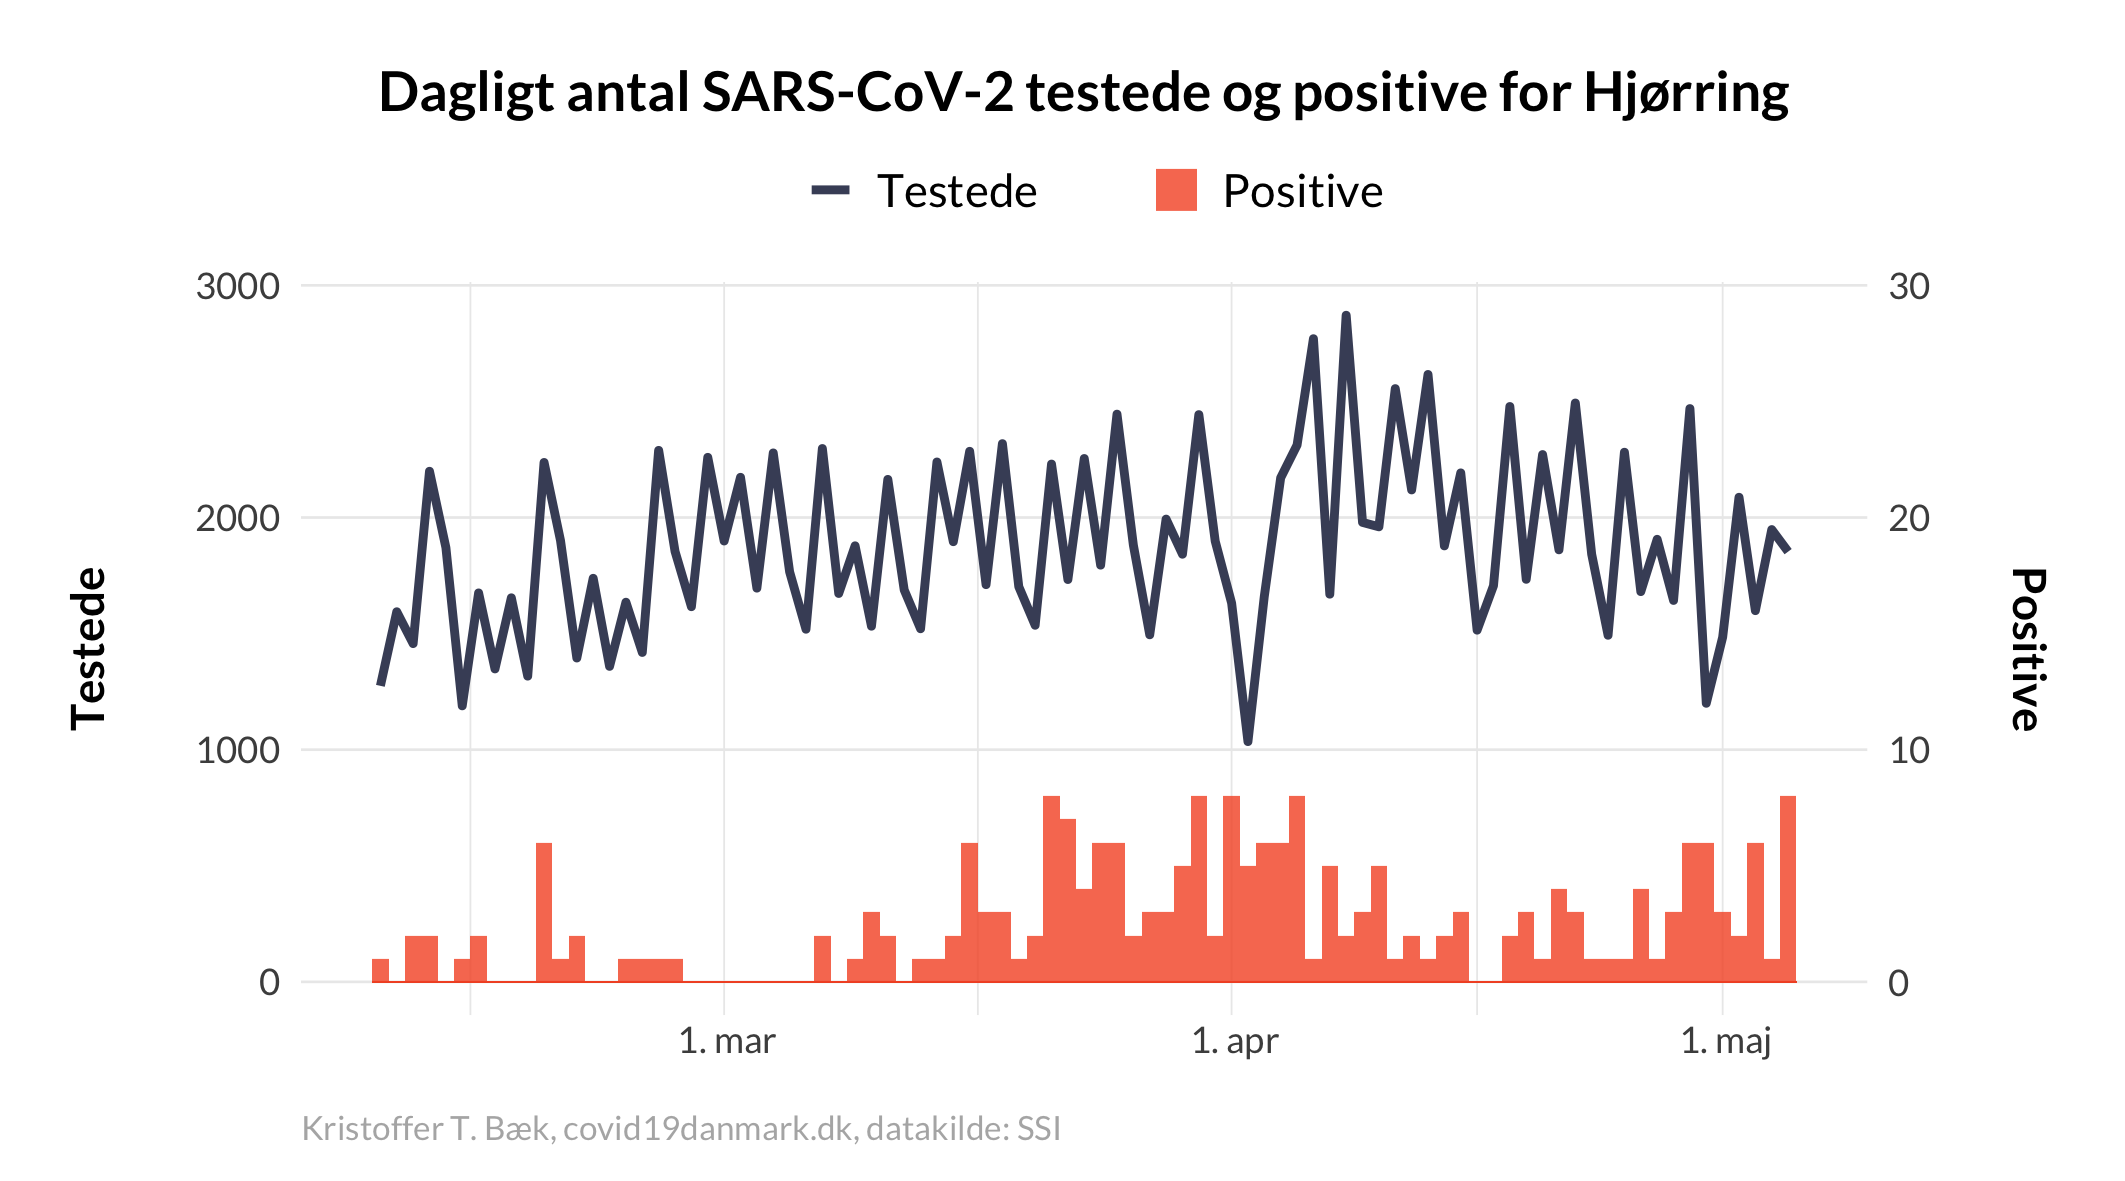 Dagligt antal SARS-CoV-2 testede og positive for Hjørring
Testede
Positive
3000
2000
1000
0
30
20
10
0
Testede
Positive
1. mar
1. apr
1. maj
Kristoffer T. Bæk, covid19danmark.dk, datakilde: SSI